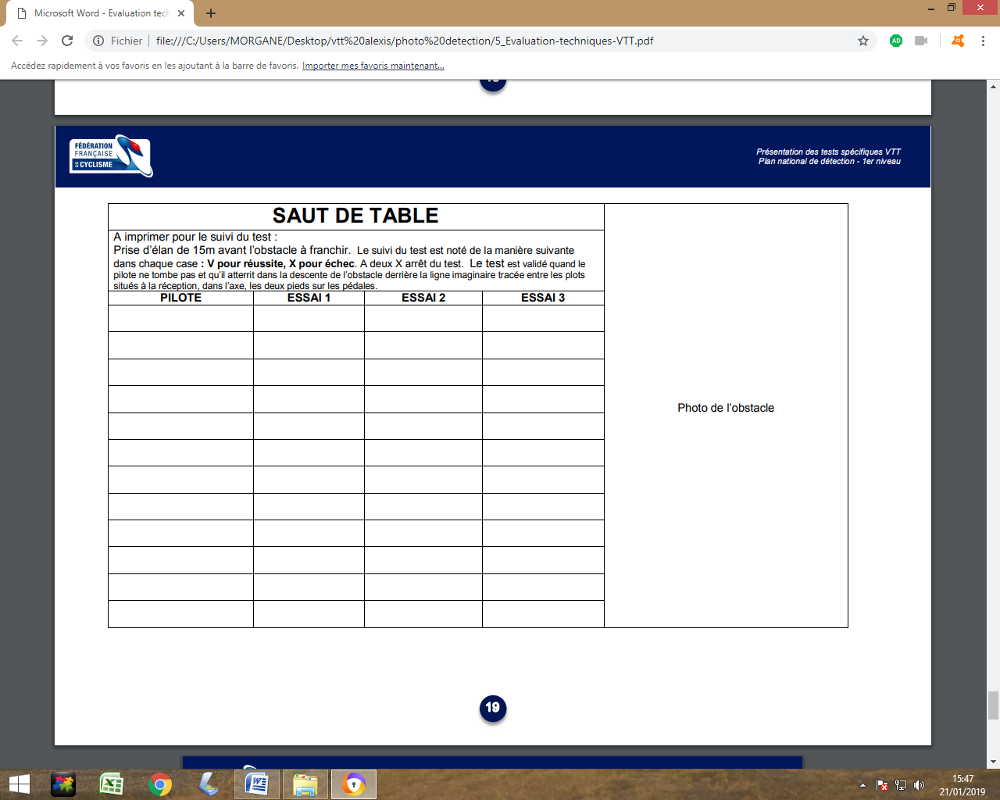 Microsoft Word - Evaluation tech
Fichier
file:///C:/Users/MORGANE/Desktop/vtt%20alexis/photo%20detection/5_Evaluation-techniques-VTT.pdf
AD
Accédez rapidement à vos favoris en les ajoutant à la barre de favoris. Importer mes favoris maintenant...
FÉDÉRATION
FRANÇAISE
DE CYCLISME
Présentation des tests spécifiques VTT
Plan national de détection - 1er niveau
SAUT DE TABLE
A imprimer pour le suivi du test :
Prise d'élan de 15m avant l'obstacle à franchir. Le suivi du test est noté de la manière suivante
dans chaque case : V pour réussite, X pour échec. A deux X arrêt du test. Le test est validé quand le
pilote ne tombe pas et qu'il atterrit dans la descente de l'obstacle derrière la ligne imaginaire tracée entre les plots
situés à la réception, dans l'axe, les deux pieds sur les pédales.
PILOTE ESSAI 1 ESSAI 2 ESSAI 3
Photo de l'obstacle
19
15:47
21/01/2019